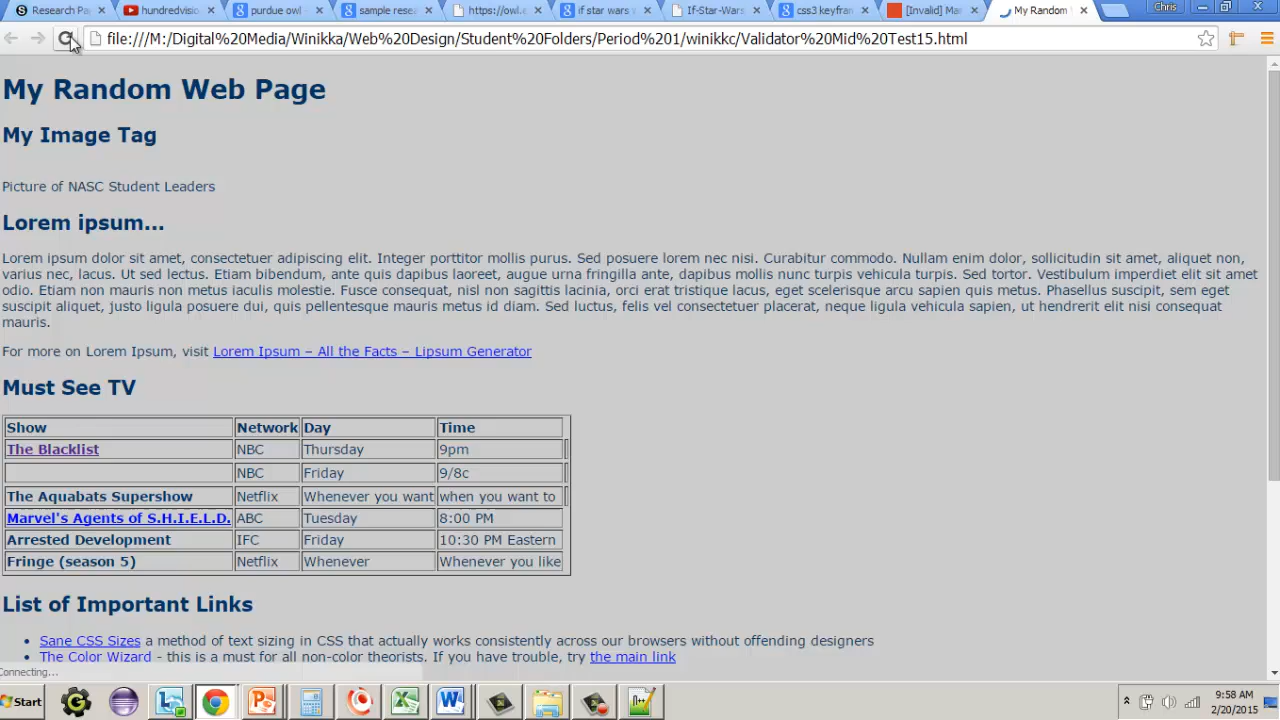 Research Pa
hundredvisio
purdue owl -
sample resea
https://owl.e
if star wars w
If-Star-Wars
css3 keyfram
[Invalid] Mar
My Random
Chris
file:///M:/Digital%20Media/Winikka/Web%20Design/Student%20Folders/Period%201/winikkc/Validator%20Mid%20Test15.html
My Random Web Page
My Image Tag
Picture of NASC Student Leaders
Lorem ipsum...
Lorem ipsum dolor sit amet, consectetuer adipiscing elit. Integer porttitor mollis purus. Sed posuere lorem nec nisi. Curabitur commodo. Nullam enim dolor, sollicitudin sit amet, aliquet non,
varius nec, lacus. Ut sed lectus. Etiam bibendum, ante quis dapibus laoreet, augue urna fringilla ante, dapibus mollis nunc turpis vehicula turpis. Sed tortor. Vestibulum imperdiet elit sit amet
odio. Etiam non mauris non metus iaculis molestie. Fusce consequat, nisl non sagittis lacinia, orci erat tristique lacus, eget scelerisque arcu sapien quis metus. Phasellus suscipit, sem eget
suscipit aliquet, justo ligula posuere dui, quis pellentesque mauris metus id diam. Sed luctus, felis vel consectetuer placerat, neque ligula vehicula sapien, ut hendrerit elit nisi consequat
mauris.
For more on Lorem Ipsum, visit Lorem Ipsum – All the Facts – Lipsum Generator
Must See TV
Show Network Day Time
The Blacklist NBC Thursday 9pm
NBC Friday 9/8c
The Aquabats Supershow Netflix Whenever you want when you want to
Marvel's Agents of S.H.I.E.L.D. ABC Tuesday 8:00 PM
Arrested Development IFC Friday 10:30 PM Eastern
Fringe (season 5) Netflix Whenever Whenever you like
List of Important Links
• Sane CSS Sizes a method of text sizing in CSS that actually works consistently across our browsers without offending designers
• The Color Wizard - this is a must for all non-color theorists. If you have trouble, try the main link
Connecting...
Start
9:58 AM
2/20/2015